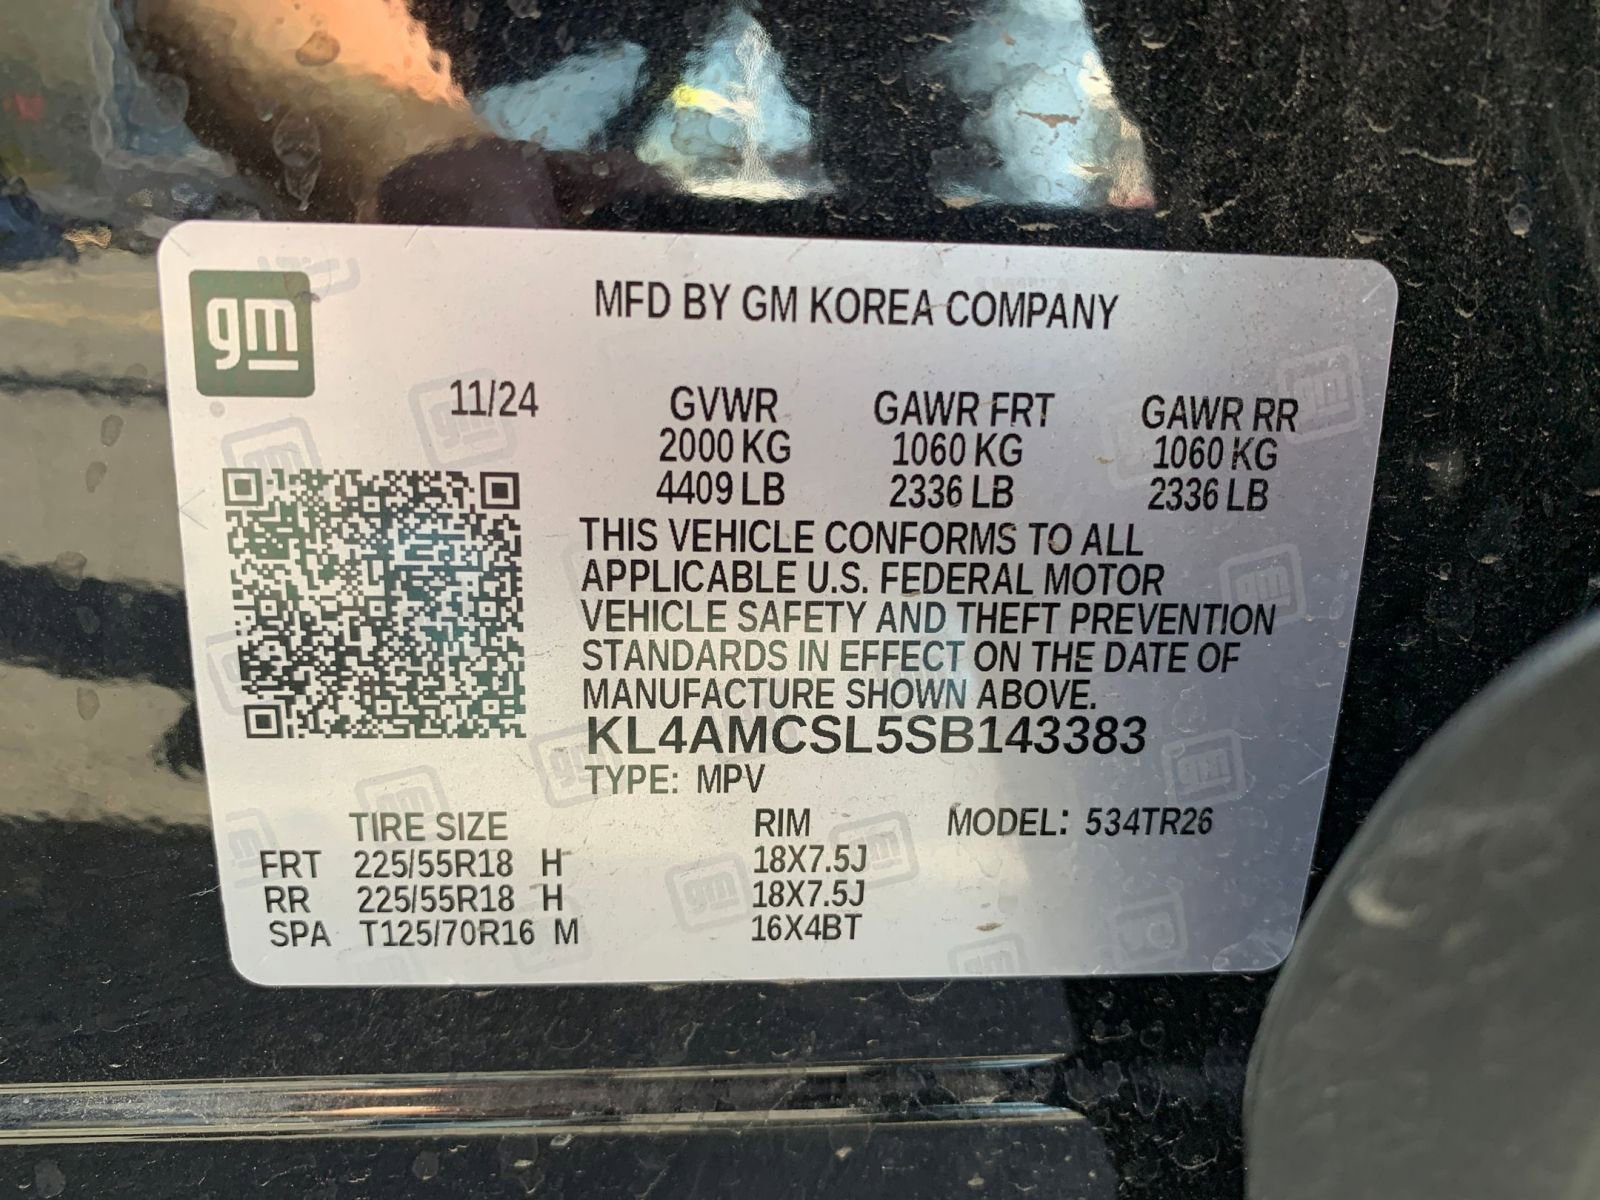 gm
MFD BY GM KOREA COMPANY
11/24 GVWR GAWR FRT GAWR RR
2000 KG 1060 KG 1060 KG
4409 LB 2336 LB 2336 LB
THIS VEHICLE CONFORMS TO ALL
APPLICABLE U.S. FEDERAL MOTOR
VEHICLE SAFETY AND THEFT PREVENTION
STANDARDS IN EFFECT ON THE DATE OF
MANUFACTURE SHOWN ABOVE.
KL4AMCSL5SB143383
TYPE: MPV
TIRE SIZE RIM MODEL: 534TR26
FRT 225/55R18 H 18X7.5J
RR 225/55R18 H 18X7.5J
SPA T125/70R16 M 16X4BT